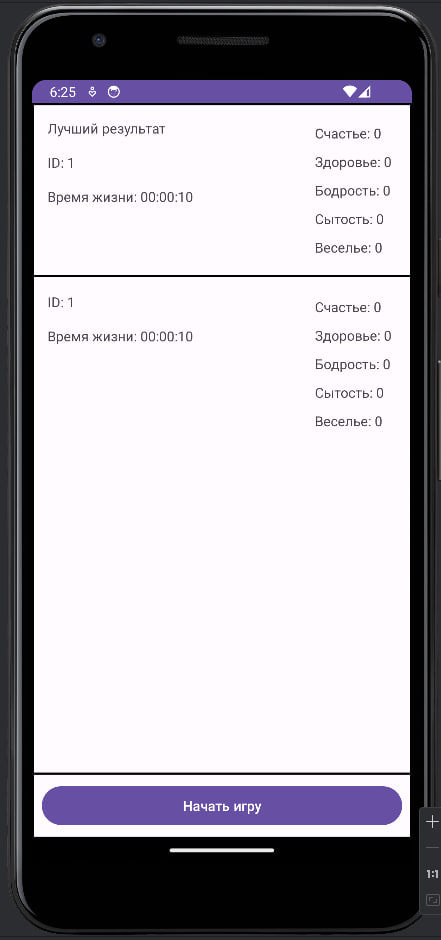 6:25
Лучший результат
ID: 1
Время жизни: 00:00:10
Счастье: 0
Здоровье: 0
Бодрость: 0
Сытость: 0
Веселье: 0
ID: 1
Время жизни: 00:00:10
Счастье: 0
Здоровье: 0
Бодрость: 0
Сытость: 0
Веселье: 0
Начать игру
1:1